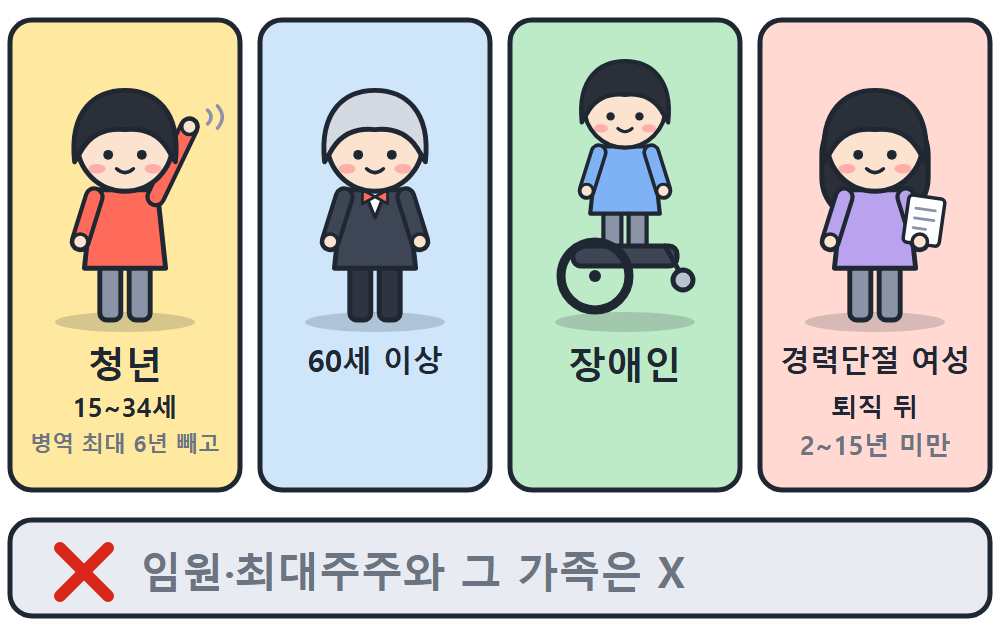 청년
15~34세
병역 최대 6년 빼고
60세 이상
장애인
경력단절 여성
퇴직 뒤
2~15년 미만
임원·최대주주와 그 가족은 X